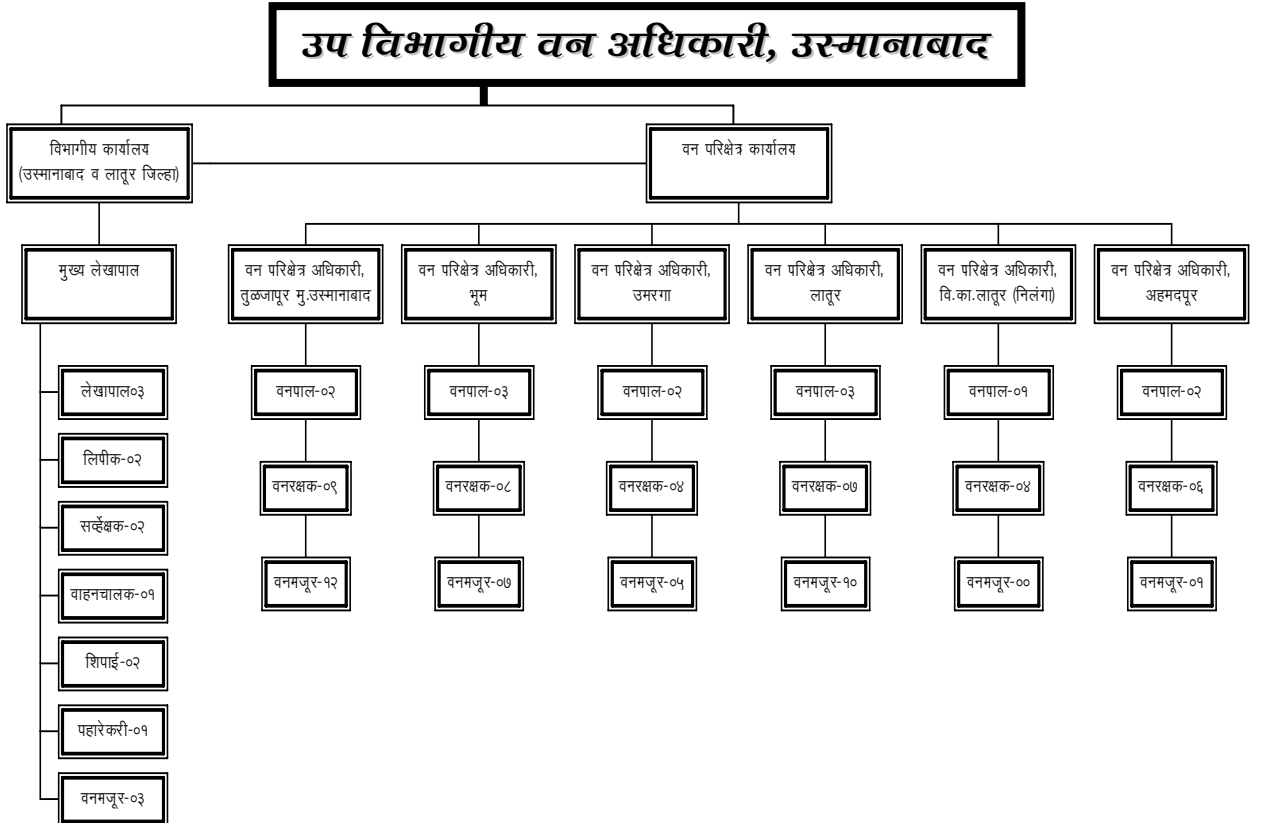 उप विभागीय वन अधिकारी, उस्मानाबाद
विभागीय कार्यालय
(उस्मानाबाद व लातूर जिल्हा)
वन परिक्षेत्र कार्यालय
मुख्य लेखापाल
वन परिक्षेत्र अधिकारी,
तुळजापूर मु.उस्मानाबाद
वन परिक्षेत्र अधिकारी,
भूम
वन परिक्षेत्र अधिकारी,
उमरगा
वन परिक्षेत्र अधिकारी,
लातूर
वन परिक्षेत्र अधिकारी,
वि.का.लातूर (निलंगा)
वन परिक्षेत्र अधिकारी,
अहमदपूर
लेखापाल०३
वनपाल-०२
वनपाल-०३
वनपाल-०२
वनपाल-०३
वनपाल-०१
वनपाल-०२
लिपीक-०२
वनरक्षक-०९
वनरक्षक-०८
वनरक्षक-०४
वनरक्षक-०७
वनरक्षक-०४
वनरक्षक-०६
सर्व्हेक्षक-०२
वनमजूर-१२
वनमजूर-०७
वनमजूर-०५
वनमजूर-१०
वनमजूर-००
वनमजूर-०१
वाहनचालक-०१
शिपाई-०२
पहारेकरी-०१
वनमजूर-०३